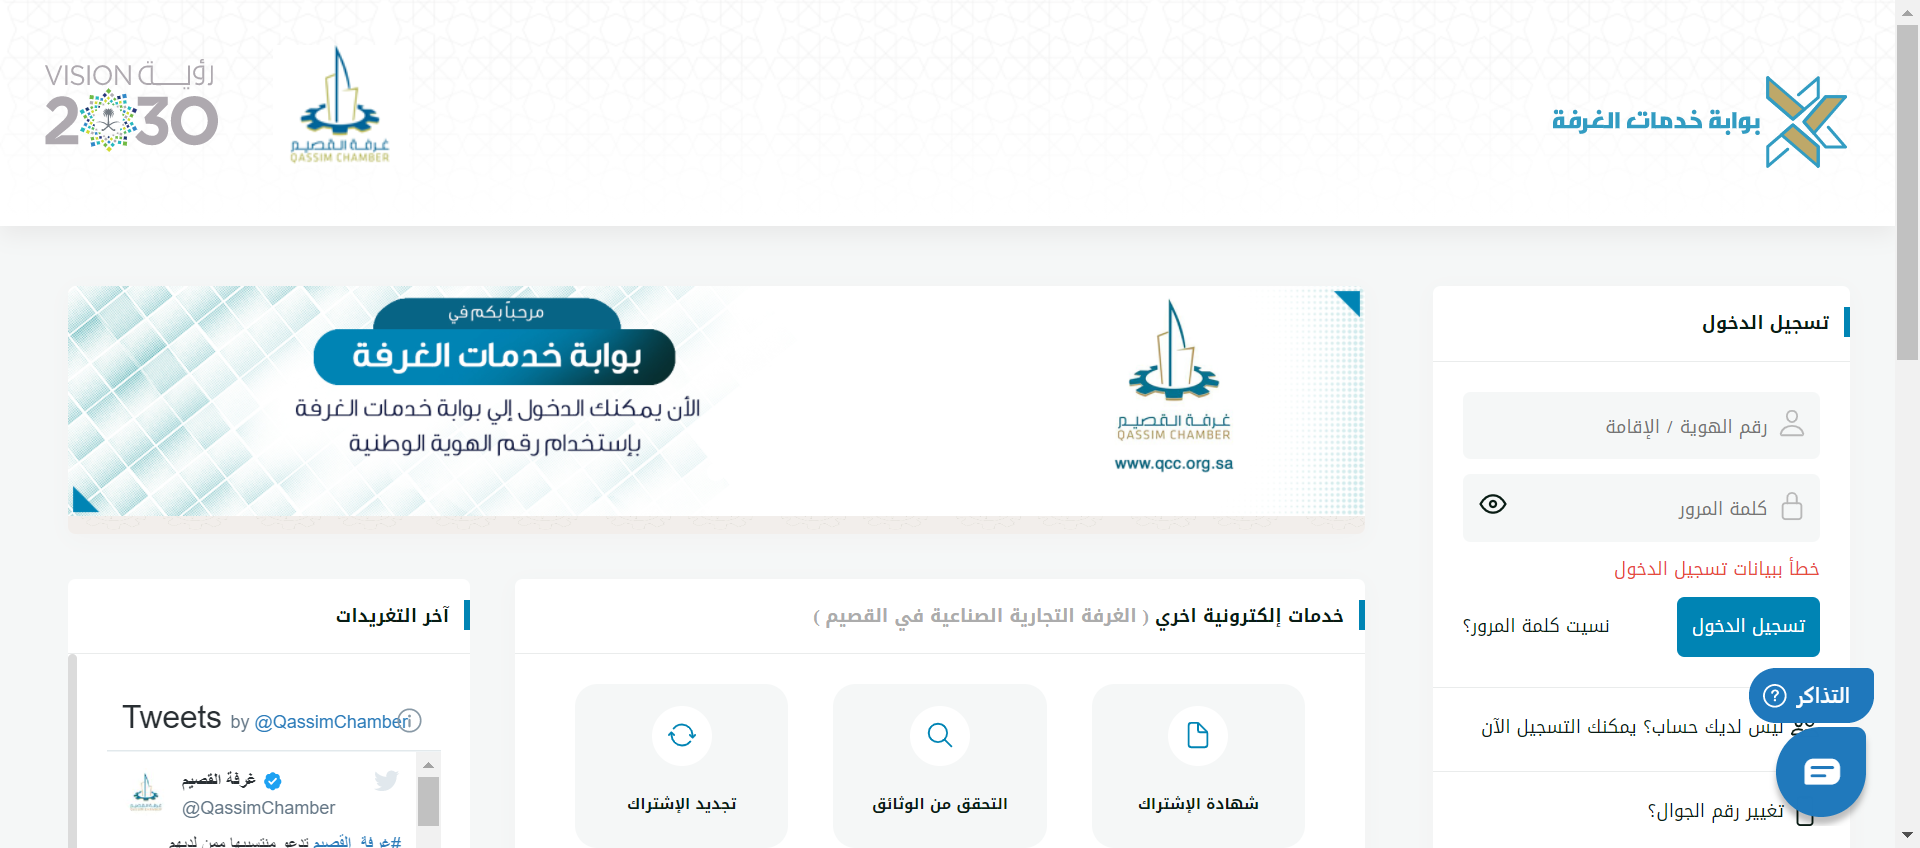 بوابة خدمات الغرفة
غرفة القصيم
QASSIM CHAMBER
VISION رؤيــة
2030
تسجيل الدخول
رقم الهوية / الإقامة
كلمة المرور
خطأ ببيانات تسجيل الدخول
تسجيل الدخول
نسيت كلمة المرور؟
التذاكر
ليس لديك حساب؟ يمكنك التسجيل الآن
تغيير رقم الجوال؟
غرفة القصيم
QASSIM CHAMBER
www.qcc.org.sa
مرحباً بكم في
بوابة خدمات الغرفة
الأن يمكنك الدخول إلي بوابة خدمات الغرفة
بإستخدام رقم الهوية الوطنية
خدمات إلكترونية اخري ( الغرفة التجارية الصناعية في القصيم )
شهادة الإشتراك
التحقق من الوثائق
تجديد الإشتراك
آخر التغريدات
Tweets by @QassimChamberi
غرفة القصيم
@QassimChamber
#غرفة_القصيم تدعو منتسبيها ممن لديهم